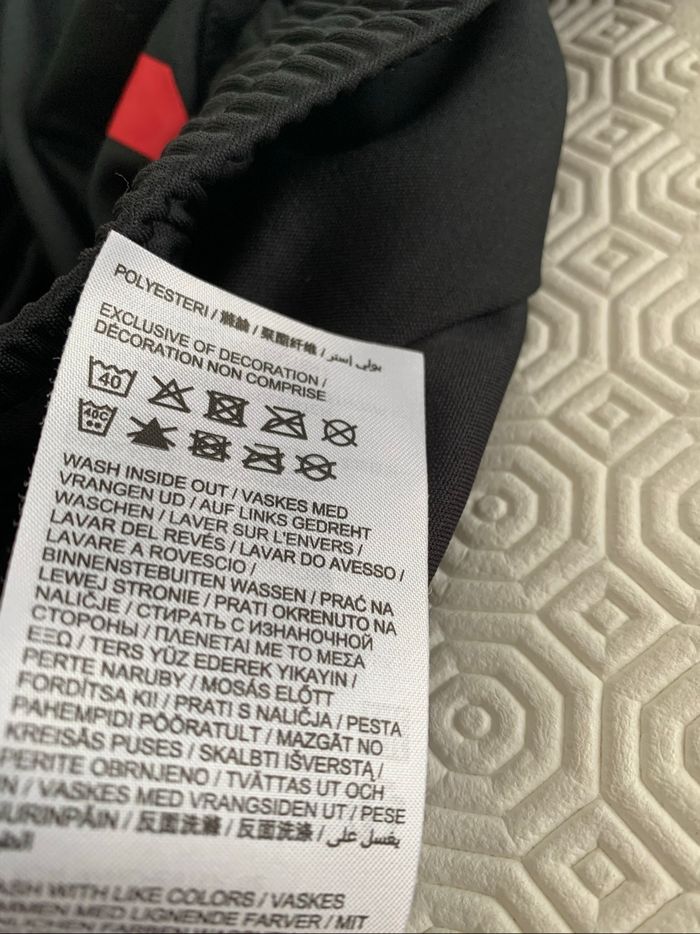 POLYESTERI / 滌綸 / 聚酯纤维 / بولي استر
EXCLUSIVE OF DECORATION /
DÉCORATION NON COMPRISE
40
40C
WASH INSIDE OUT / VASKES MED
VRANGEN UD / AUF LINKS GEDREHT
WASCHEN / LAVER SUR L'ENVERS /
LAVAR DEL REVÉS / LAVAR DO AVESSO /
LAVARE A ROVESCIO /
BINNENSTEBUITEN WASSEN / PRAĆ NA
LEWEJ STRONIE / PRATI OKRENUTO NA
NALIČJE / СТИРАТЬ С ИЗНАНОЧНОЙ
СТОРОНЫ / ΠΛΕΝΕΤΑΙ ΜΕ ΤΟ ΜΕΣΑ
ΕΞΩ / TERS YÜZ EDEREK YIKAYIN /
PERTE NARUBY / MOSÁS ELŐTT
FORDÍTSA KI! / PRATI S NALIČJA / PESTA
PAHEMPIDI PÖÖRATULT / MAZGĀT NO
KREISĀS PUSES / SKALBTI IŠVERSTĄ /
PERITE OBRNJENO / TVÄTTAS UT OCH
IN / VASKES MED VRANGSIDEN UT / PESE
NURINPÄIN / 反面洗滌 / 反面洗涤 / يغسل على
WASH WITH LIKE COLORS / VASKES
SAMMEN MED LIGNENDE FARVER / MIT